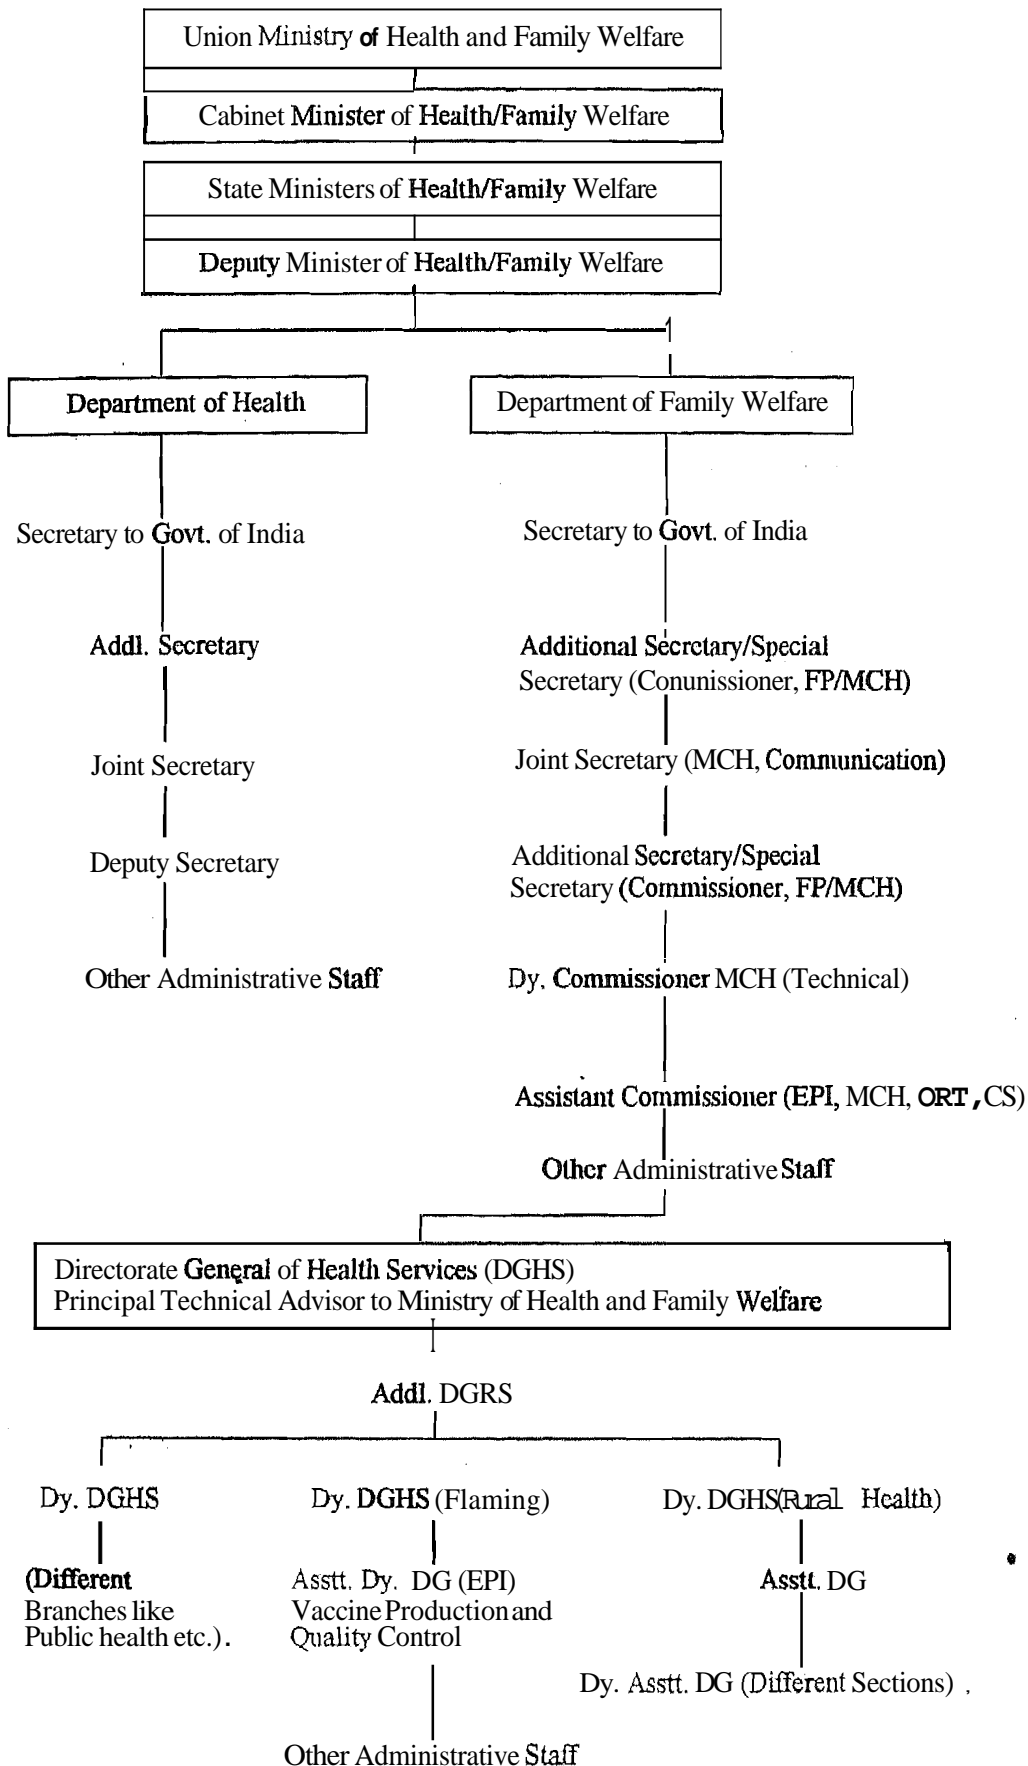 Union Ministry of Health and Family Welfare
Cabinet Minister of Health/Family Welfare
State Ministers of Health/Family Welfare
Deputy Minister of Health/Family Welfare
Department of Health
Department of Family Welfare
Secretary to Govt. of India
Secretary to Govt. of India
Addl. Secretary
Additional Secretary/Special
Secretary (Conunissioner, FP/MCH)
Joint Secretary
Joint Secretary (MCH, Communication)
Deputy Secretary
Additional Secretary/Special
Secretary (Commissioner, FP/MCH)
Other Administrative Staff
Dy. Commissioner MCH (Technical)
Assistant Commissioner (EPI, MCH, ORT, CS)
Other Administrative Staff
Directorate General of Health Services (DGHS)
Principal Technical Advisor to Ministry of Health and Family Welfare
Addl. DGRS
Dy. DGHS
Dy. DGHS (Flaming)
Dy. DGHS (Rural Health)
(Different
Branches like
Public health etc.).
Asstt. Dy. DG (EPI)
Vaccine Production and
Quality Control
Asstt. DG
Dy. Asstt. DG (Different Sections)
Other Administrative Staff